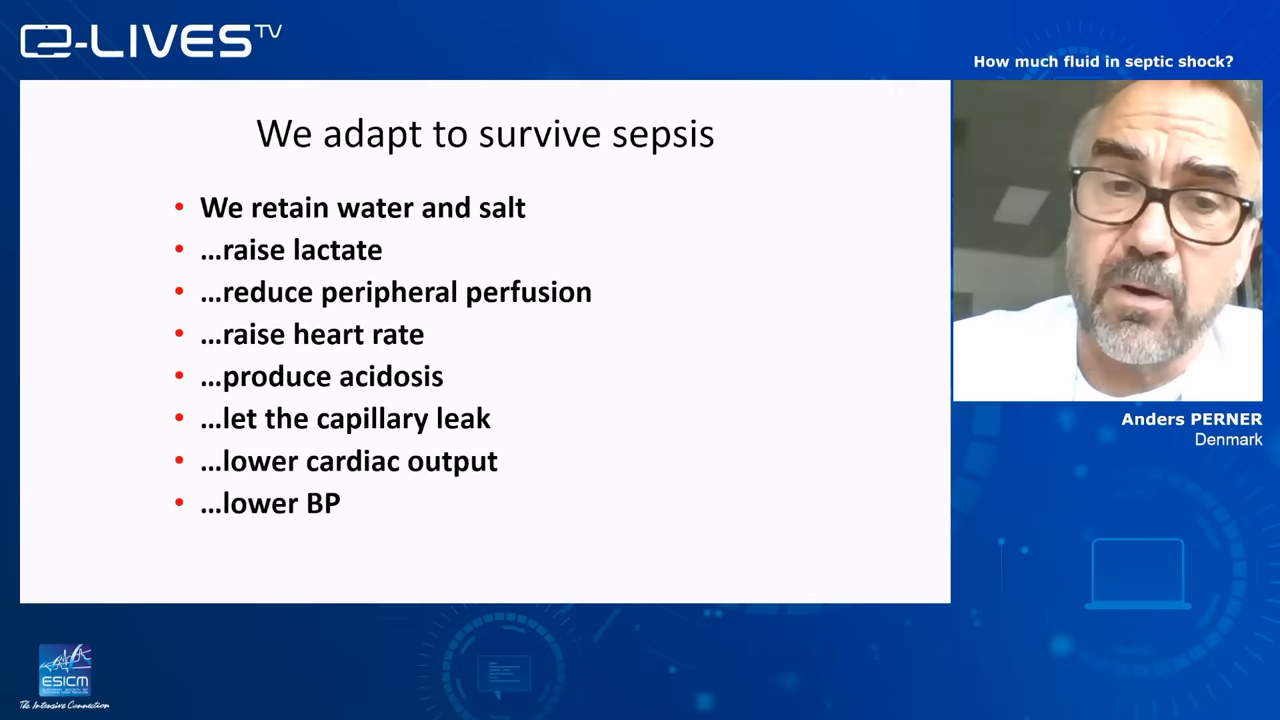 e-LIVES TV
How much fluid in septic shock?
We adapt to survive sepsis
• We retain water and salt
• ...raise lactate
• ...reduce peripheral perfusion
• ...raise heart rate
• ...produce acidosis
• ...let the capillary leak
• ...lower cardiac output
• ...lower BP
Anders PERNER
Denmark
ESICM
The Intensive Connection